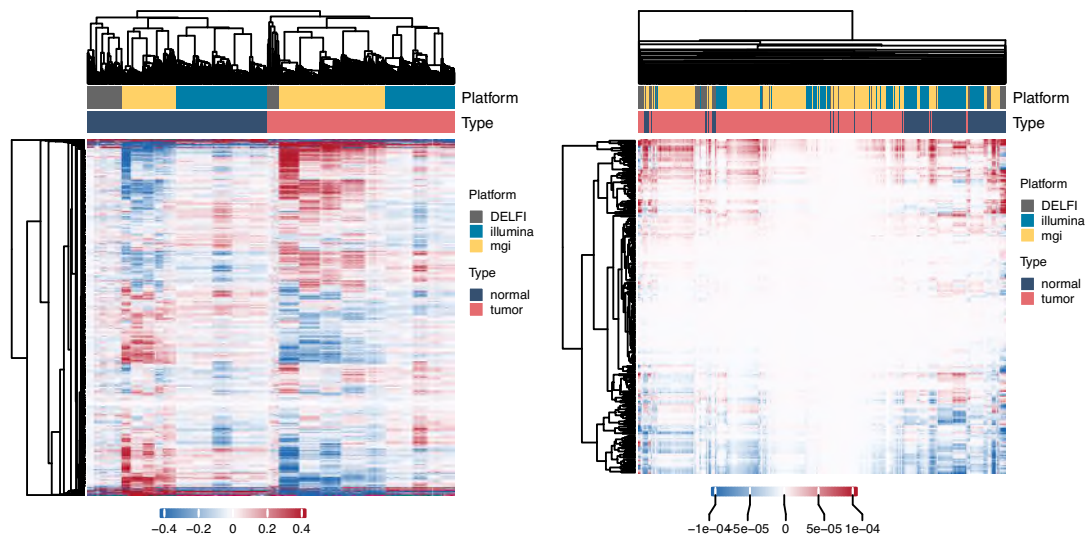 Platform
Type
Platform
DELFI
illumina
mgi
Type
normal
tumor
−0.4 −0.2 0 0.2 0.4
Platform
Type
Platform
DELFI
illumina
mgi
Type
normal
tumor
−1e−04 −5e−05 0 5e−05 1e−04